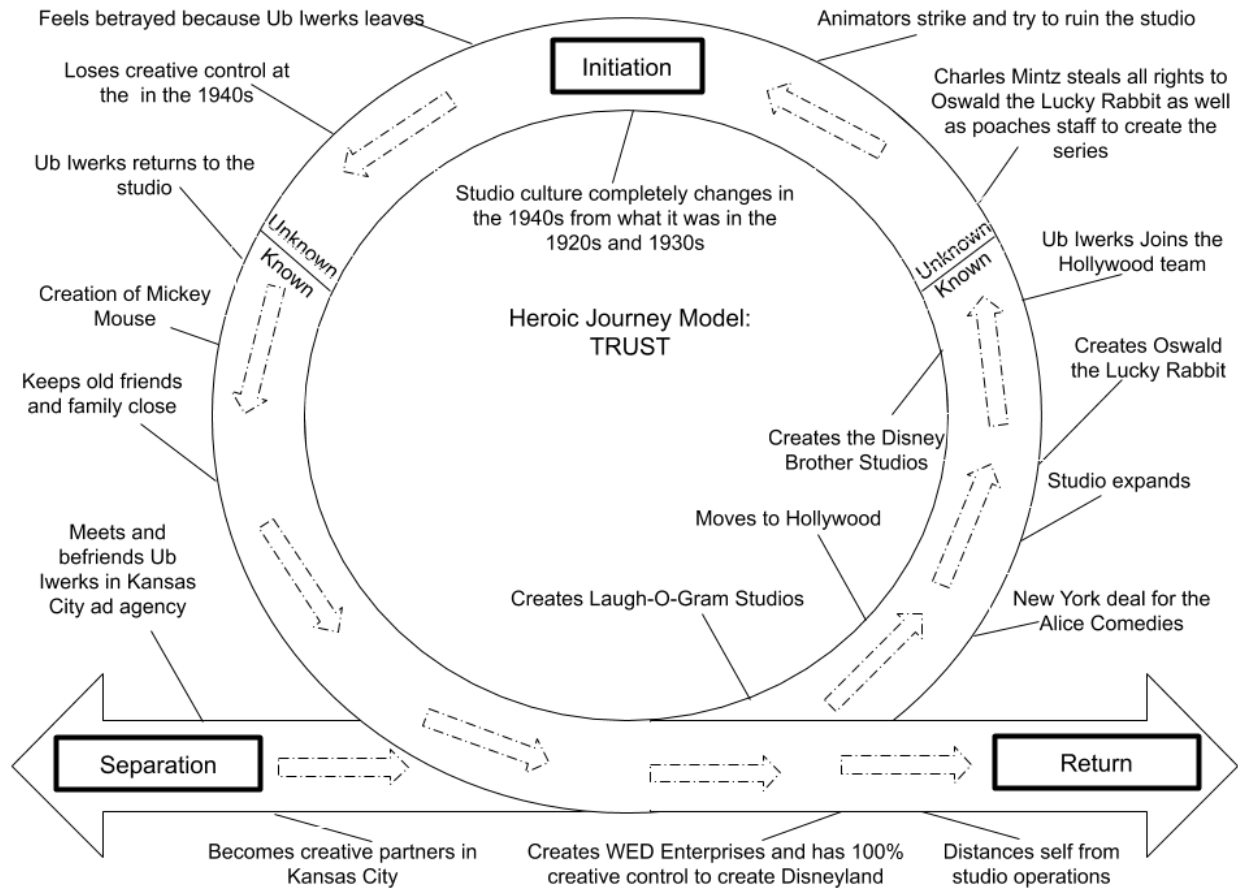 Feels betrayed because Ub Iwerks leaves
Animators strike and try to ruin the studio
Initiation
Loses creative control at
the in the 1940s
Charles Mintz steals all rights to
Oswald the Lucky Rabbit as well
as poaches staff to create the
series
Ub Iwerks returns to the
studio
Studio culture completely changes in
the 1940s from what it was in the
1920s and 1930s
Unknown
Known
Unknown
Known
Ub Iwerks Joins the
Hollywood team
Creation of Mickey
Mouse
Heroic Journey Model:
TRUST
Creates Oswald
the Lucky Rabbit
Keeps old friends
and family close
Creates the Disney
Brother Studios
Studio expands
Moves to Hollywood
Meets and
befriends Ub
Iwerks in Kansas
City ad agency
Creates Laugh-O-Gram Studios
New York deal for the
Alice Comedies
Separation
Return
Becomes creative partners in
Kansas City
Creates WED Enterprises and has 100%
creative control to create Disneyland
Distances self from
studio operations